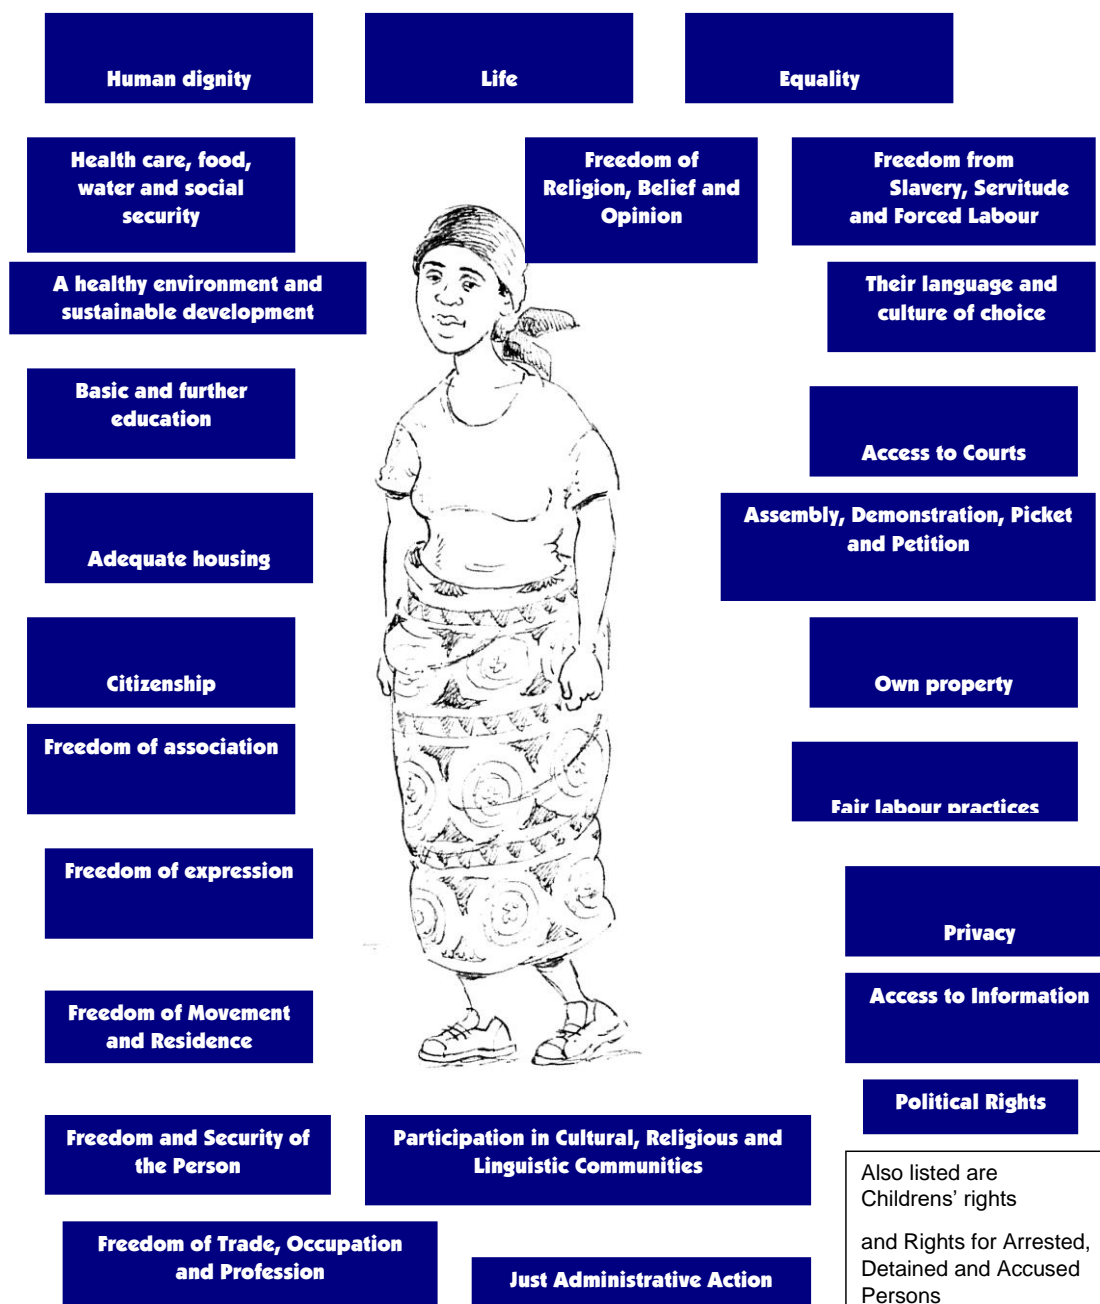 Human dignity
Life
Equality
Health care, food,
water and social
security
Freedom of
Religion, Belief and
Opinion
Freedom from
Slavery, Servitude
and Forced Labour
A healthy environment and
sustainable development
Their language and
culture of choice
Basic and further
education
Access to Courts
Adequate housing
Assembly, Demonstration, Picket
and Petition
Citizenship
Own property
Freedom of association
Fair labour practices
Freedom of expression
Privacy
Freedom of Movement
and Residence
Access to Information
Political Rights
Freedom and Security of
the Person
Participation in Cultural, Religious and
Linguistic Communities
Also listed are
Childrens' rights
and Rights for Arrested,
Detained and Accused
Persons
Freedom of Trade, Occupation
and Profession
Just Administrative Action